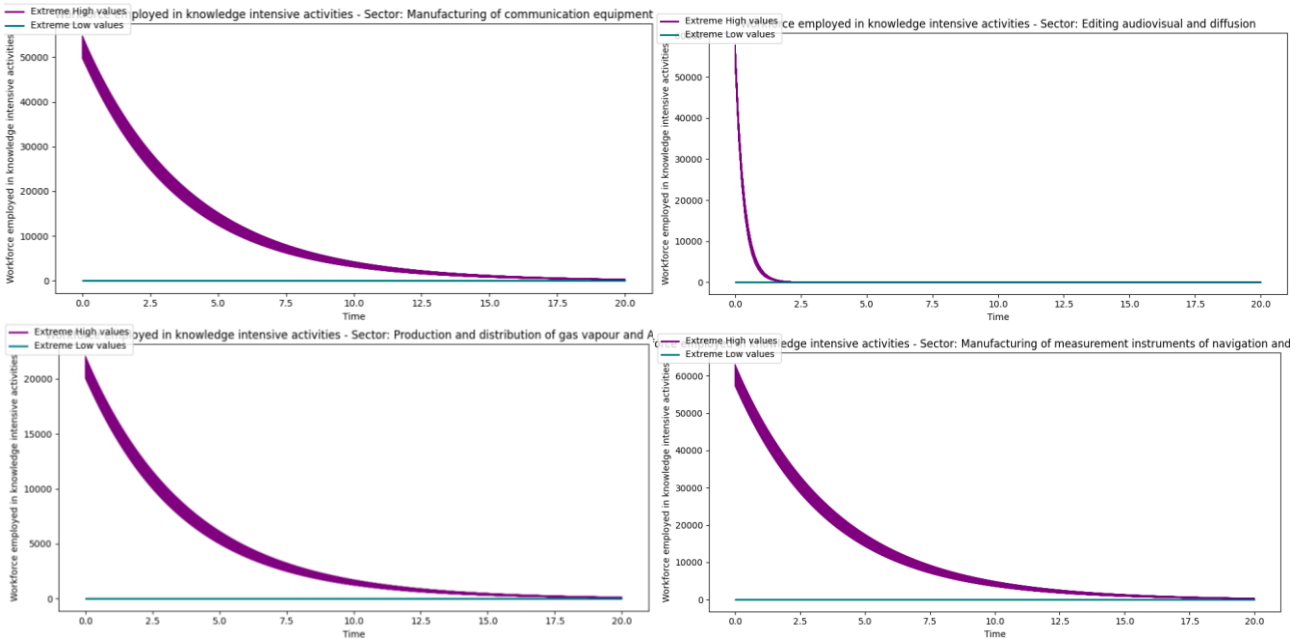 employed in knowledge intensive activities - Sector: Manufacturing of communication equipment
Extreme High values
Extreme Low values
Workforce employed in knowledge intensive activities
50000
40000
30000
20000
10000
0
0.0 2.5 5.0 7.5 10.0 12.5 15.0 17.5 20.0
Time
employed in knowledge intensive activities - Sector: Editing audiovisual and diffusion
Extreme High values
Extreme Low values
Workforce employed in knowledge intensive activities
50000
40000
30000
20000
10000
0
0.0 2.5 5.0 7.5 10.0 12.5 15.0 17.5 20.0
Time
employed in knowledge intensive activities - Sector: Production and distribution of gas vapour and A
Extreme High values
Extreme Low values
Workforce employed in knowledge intensive activities
20000
15000
10000
5000
0
0.0 2.5 5.0 7.5 10.0 12.5 15.0 17.5 20.0
Time
knowledge intensive activities - Sector: Manufacturing of measurement instruments of navigation and
Extreme High values
Extreme Low values
Workforce employed in knowledge intensive activities
60000
50000
40000
30000
20000
10000
0
0.0 2.5 5.0 7.5 10.0 12.5 15.0 17.5 20.0
Time